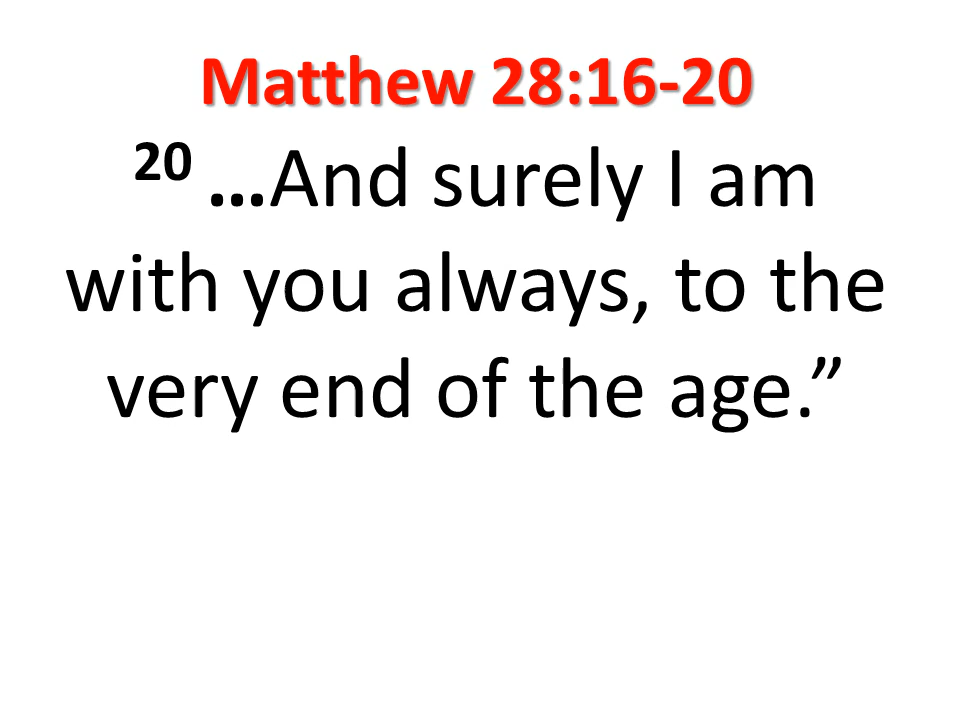 Matthew 28:16-20
20 …And surely I am
with you always, to the
very end of the age.”